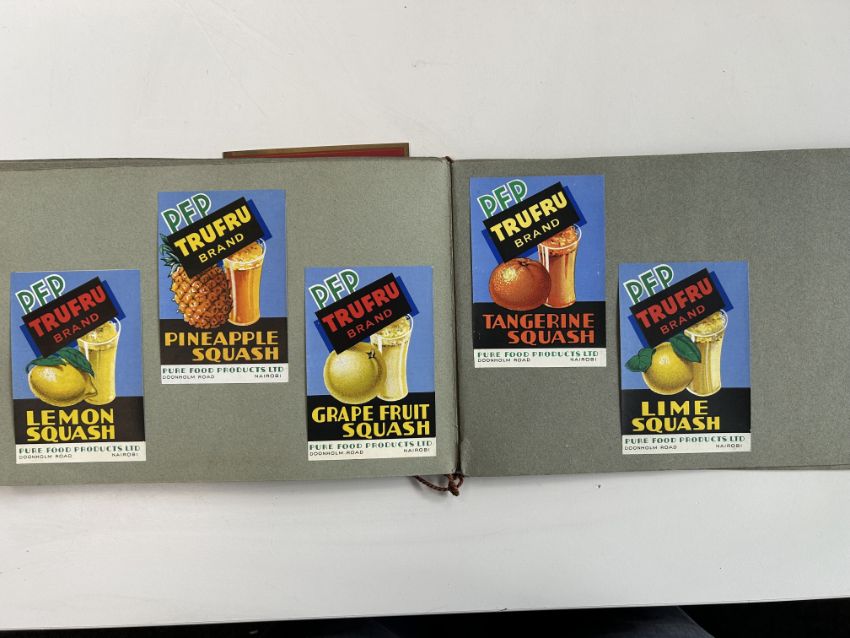 PFP
TRUFRU
BRAND
LEMON
SQUASH
PURE FOOD PRODUCTS LTD
DOONHOLM ROAD NAIROBI
PFP
TRUFRU
BRAND
PINEAPPLE
SQUASH
PURE FOOD PRODUCTS LTD
DOONHOLM ROAD NAIROBI
PFP
TRUFRU
BRAND
GRAPE FRUIT
SQUASH
PURE FOOD PRODUCTS LTD
DOONHOLM ROAD NAIROBI
PFP
TRUFRU
BRAND
TANGERINE
SQUASH
PURE FOOD PRODUCTS LTD
DOONHOLM ROAD NAIROBI
PFP
TRUFRU
BRAND
LIME
SQUASH
PURE FOOD PRODUCTS LTD
DOONHOLM ROAD NAIROBI